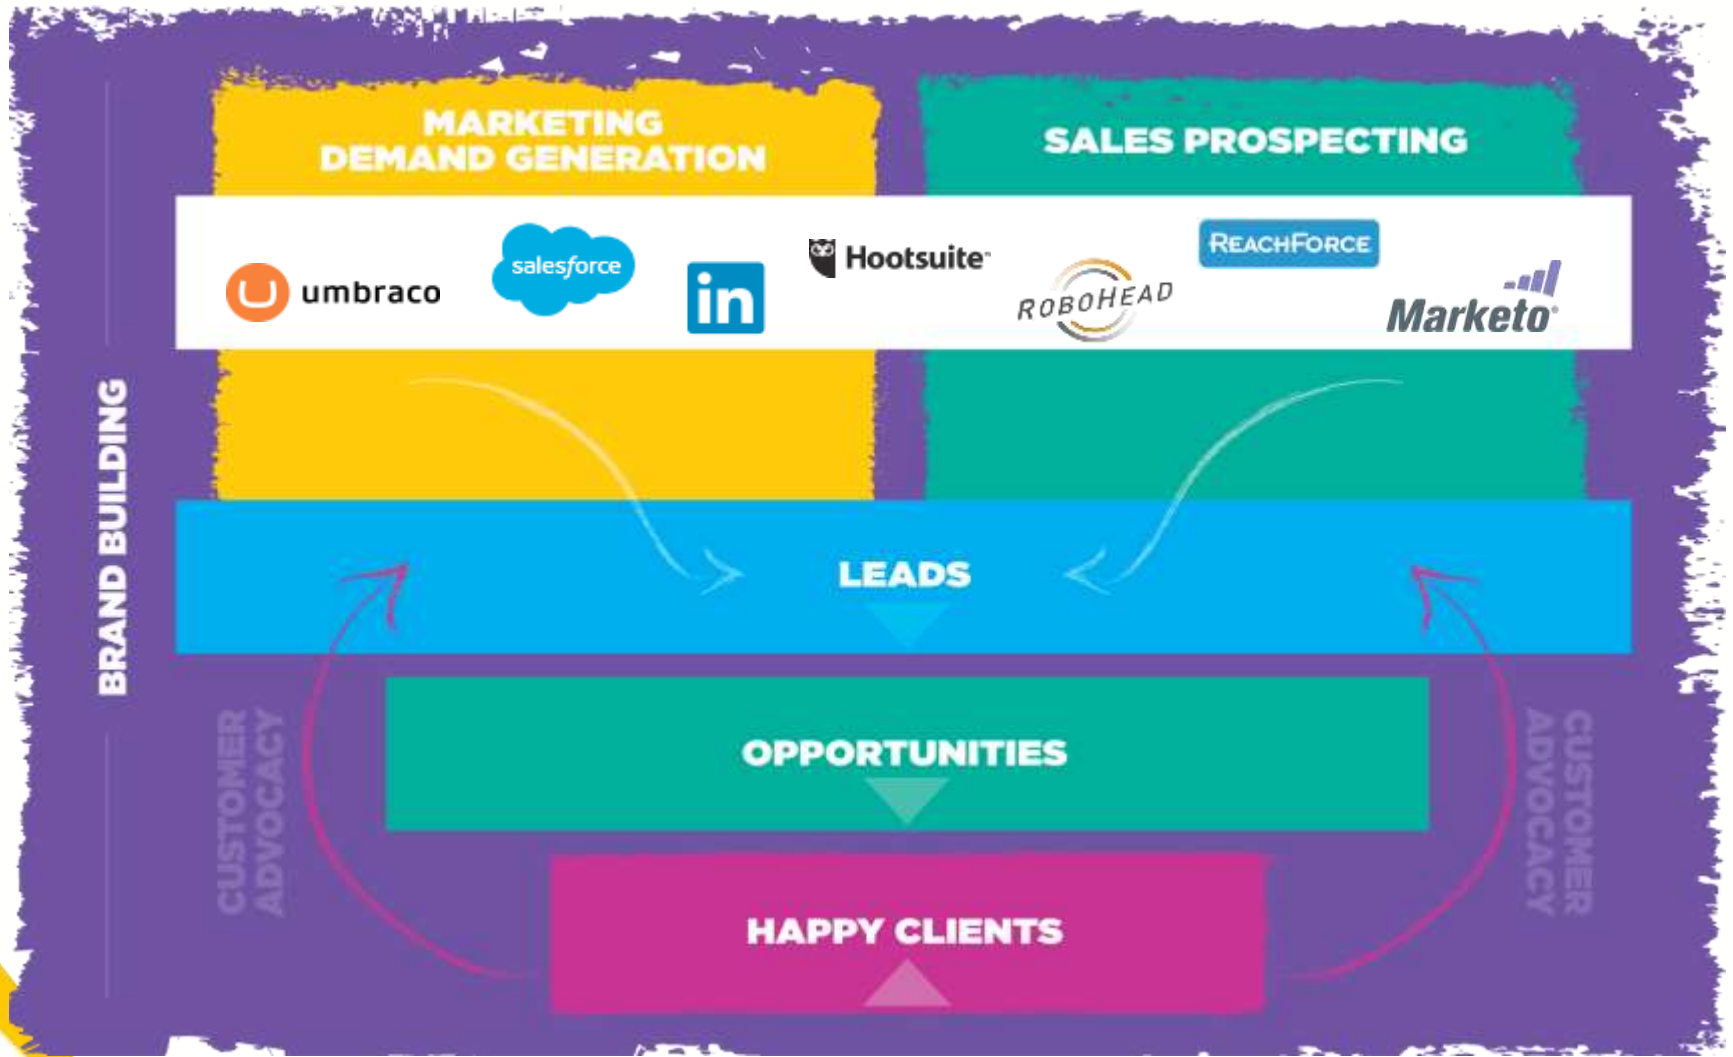 MARKETING
DEMAND GENERATION
SALES PROSPECTING
umbraco
salesforce
in
Hootsuite™
ROBOHEAD
REACHFORCE
Marketo®
BRAND BUILDING
LEADS
OPPORTUNITIES
CUSTOMER
ADVOCACY
CUSTOMER
ADVOCACY
HAPPY CLIENTS